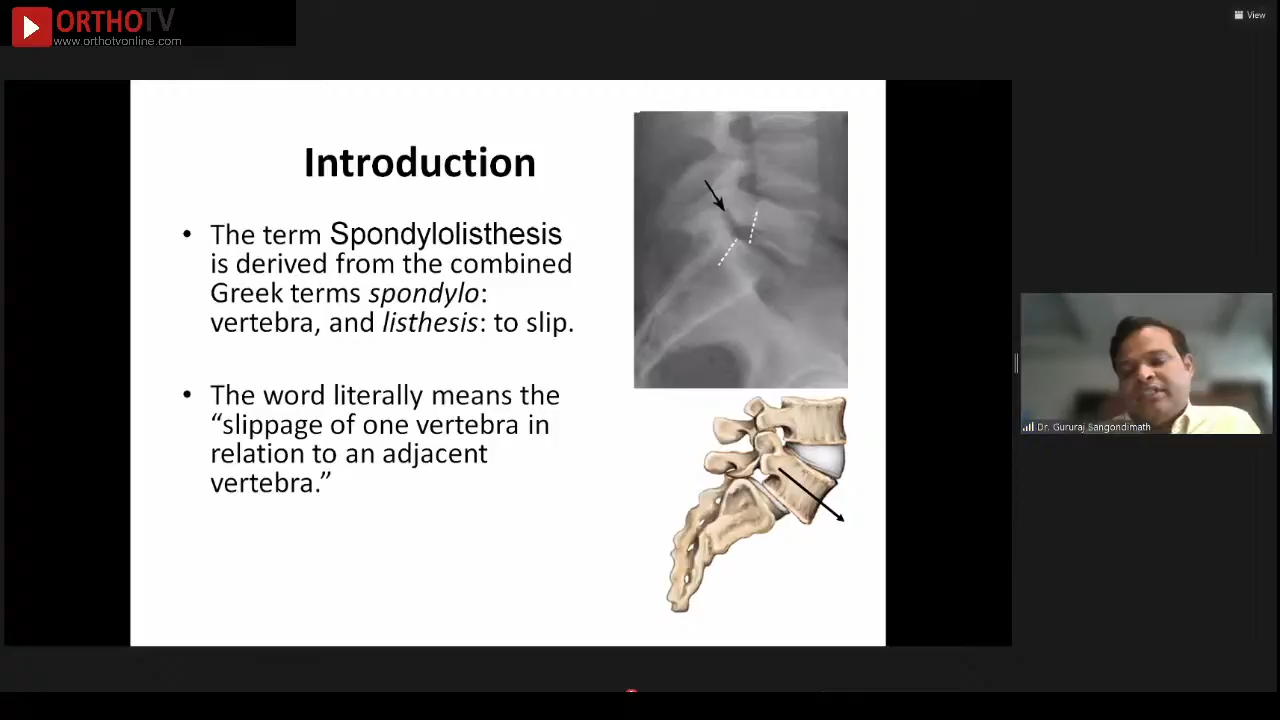 ORTHOTV
www.orthotvonline.com
View
Introduction
• The term Spondylolisthesis
is derived from the combined
Greek terms spondylo:
vertebra, and listhesis: to slip.
• The word literally means the
“slippage of one vertebra in
relation to an adjacent
vertebra.”
Dr. Gururaj Sangondimath